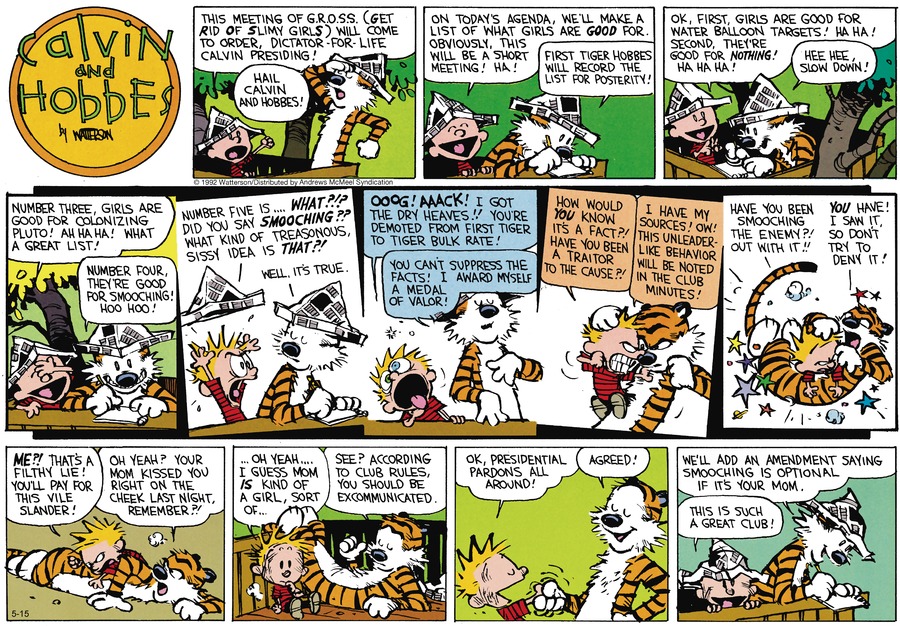 Calvin
and
HobbEs
by WATTERSON
THIS MEETING OF G.R.O.S.S. (GET
RID OF SLIMY GIRLS) WILL COME
TO ORDER, DICTATOR-FOR-LIFE
CALVIN PRESIDING!
HAIL
CALVIN
AND HOBBES!
© 1992 Watterson/Distributed by Andrews McMeel Syndication
ON TODAY'S AGENDA, WE'LL MAKE A
LIST OF WHAT GIRLS ARE GOOD FOR.
OBVIOUSLY, THIS
WILL BE A SHORT
MEETING! HA!
FIRST TIGER HOBBES
WILL RECORD THE
LIST FOR POSTERITY!
OK, FIRST, GIRLS ARE GOOD FOR
WATER BALLOON TARGETS! HA HA!
SECOND, THEY'RE
GOOD FOR NOTHING!
HA HA HA!
HEE HEE,
SLOW DOWN!
NUMBER THREE, GIRLS ARE
GOOD FOR COLONIZING
PLUTO! AH HA HA! WHAT
A GREAT LIST!
NUMBER FOUR,
THEY'RE GOOD
FOR SMOOCHING!
HOO HOO!
NUMBER FIVE IS.... WHAT?!?
DID YOU SAY SMOOCHING??
WHAT KIND OF TREASONOUS,
SISSY IDEA IS THAT?!
WELL, IT'S TRUE.
OOOG! AAACK! I GOT
THE DRY HEAVES!! YOU'RE
DEMOTED FROM FIRST TIGER
TO TIGER BULK RATE!
YOU CAN'T SUPPRESS THE
FACTS! I AWARD MYSELF
A MEDAL
OF VALOR!
HOW WOULD
YOU KNOW
IT'S A FACT?!
HAVE YOU BEEN
A TRAITOR
TO THE CAUSE?!
I HAVE MY
SOURCES! OW!
THIS UNLEADER-
LIKE BEHAVIOR
WILL BE NOTED
IN THE CLUB
MINUTES!
HAVE YOU BEEN
SMOOCHING
THE ENEMY?!
OUT WITH IT!!
YOU HAVE!
I SAW IT,
SO DON'T
TRY TO
DENY IT!
ME?! THAT'S A
FILTHY LIE!
YOU'LL PAY FOR
THIS VILE
SLANDER!
OH YEAH? YOUR
MOM KISSED YOU
RIGHT ON THE
CHEEK LAST NIGHT,
REMEMBER?!
5-15
...OH YEAH....
I GUESS MOM
IS KIND OF
A GIRL, SORT
OF...
SEE? ACCORDING
TO CLUB RULES,
YOU SHOULD BE
EXCOMMUNICATED.
OK, PRESIDENTIAL
PARDONS ALL
AROUND!
AGREED!
WE'LL ADD AN AMENDMENT SAYING
SMOOCHING IS OPTIONAL
IF IT'S YOUR MOM.
THIS IS SUCH
A GREAT CLUB!